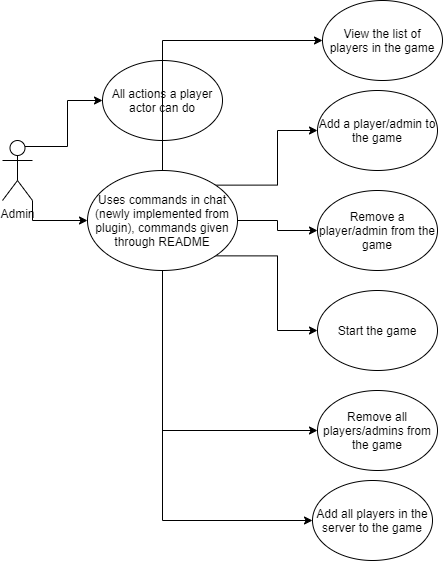 View the list of
players in the game
All actions a player
actor can do
Add a player/admin to
the game
Admin
Uses commands in chat
(newly implemented from
plugin), commands given
through README
Remove a
player/admin from the
game
Start the game
Remove all
players/admins from
the game
Add all players in the
server to the game